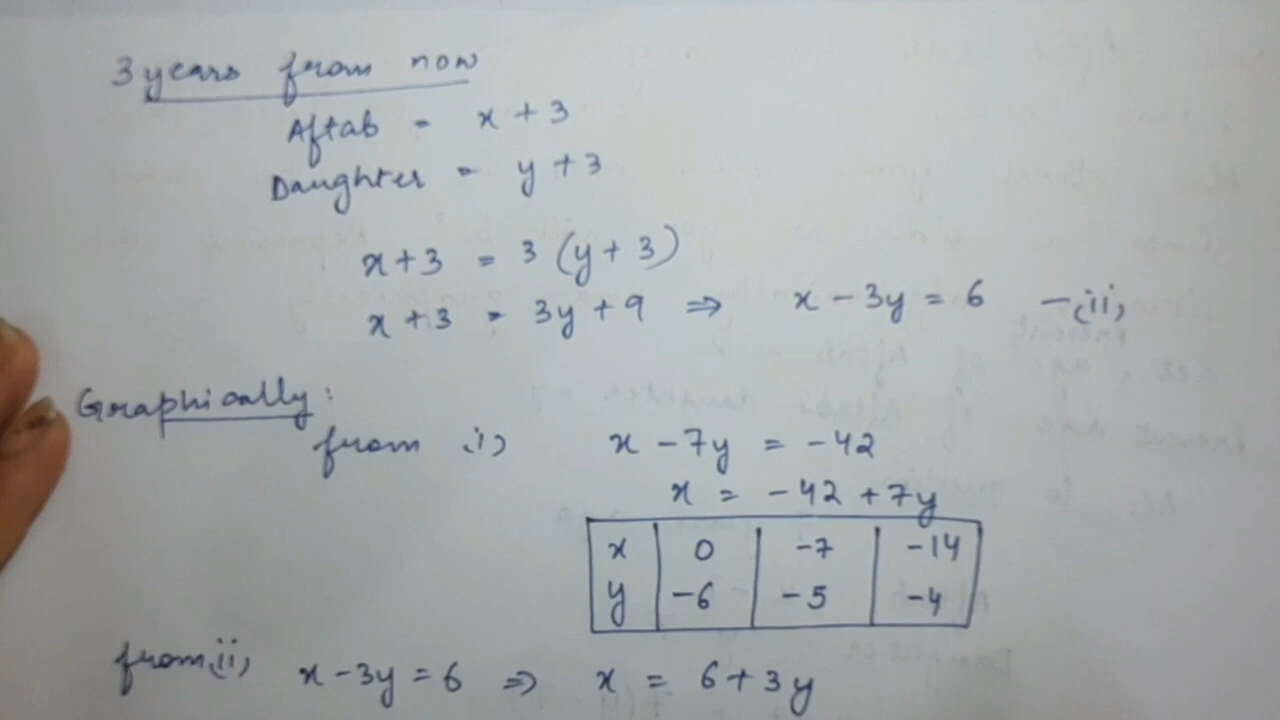 3 years from now
Aftab = x + 3
Daughter = y + 3
x + 3 = 3 (y + 3)
x + 3 = 3y + 9 ⇒ x - 3y = 6 -(ii)
Graphically:
from (i) x - 7y = -42
x = -42 + 7y
x 0 -7 -14
y -6 -5 -4
from (ii) x - 3y = 6 ⇒ x = 6 + 3y